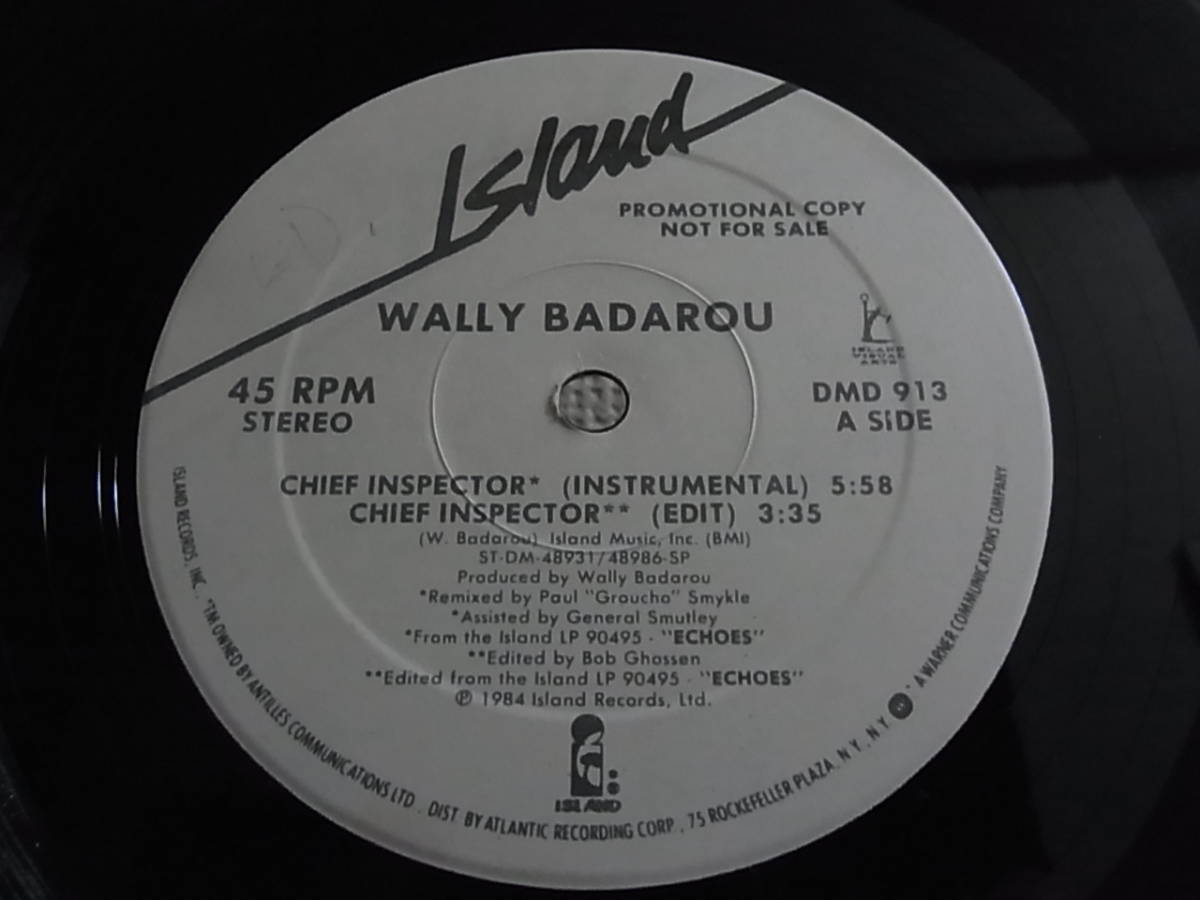 Island
PROMOTIONAL COPY
NOT FOR SALE
WALLY BADAROU
ISLAND
VISUAL
ARTS
45 RPM
STEREO
DMD 913
A SIDE
CHIEF INSPECTOR* (INSTRUMENTAL) 5:58
CHIEF INSPECTOR** (EDIT) 3:35
(W. Badarou) Island Music, Inc. (BMI)
ST-DM-48931/48986-SP
Produced by Wally Badarou
*Remixed by Paul "Groucho" Smykle
*Assisted by General Smutley
*From the Island LP 90495 - "ECHOES"
**Edited by Bob Ghossen
**Edited from the Island LP 90495 - "ECHOES"
℗ 1984 Island Records, Ltd.
ISLAND
ISLAND RECORDS, INC. *TM OWNED BY ANTILLES COMMUNICATIONS LTD. DIST BY ATLANTIC RECORDING CORP., 75 ROCKEFELLER PLAZA, N.Y., N.Y. * A WARNER COMMUNICATIONS COMPANY